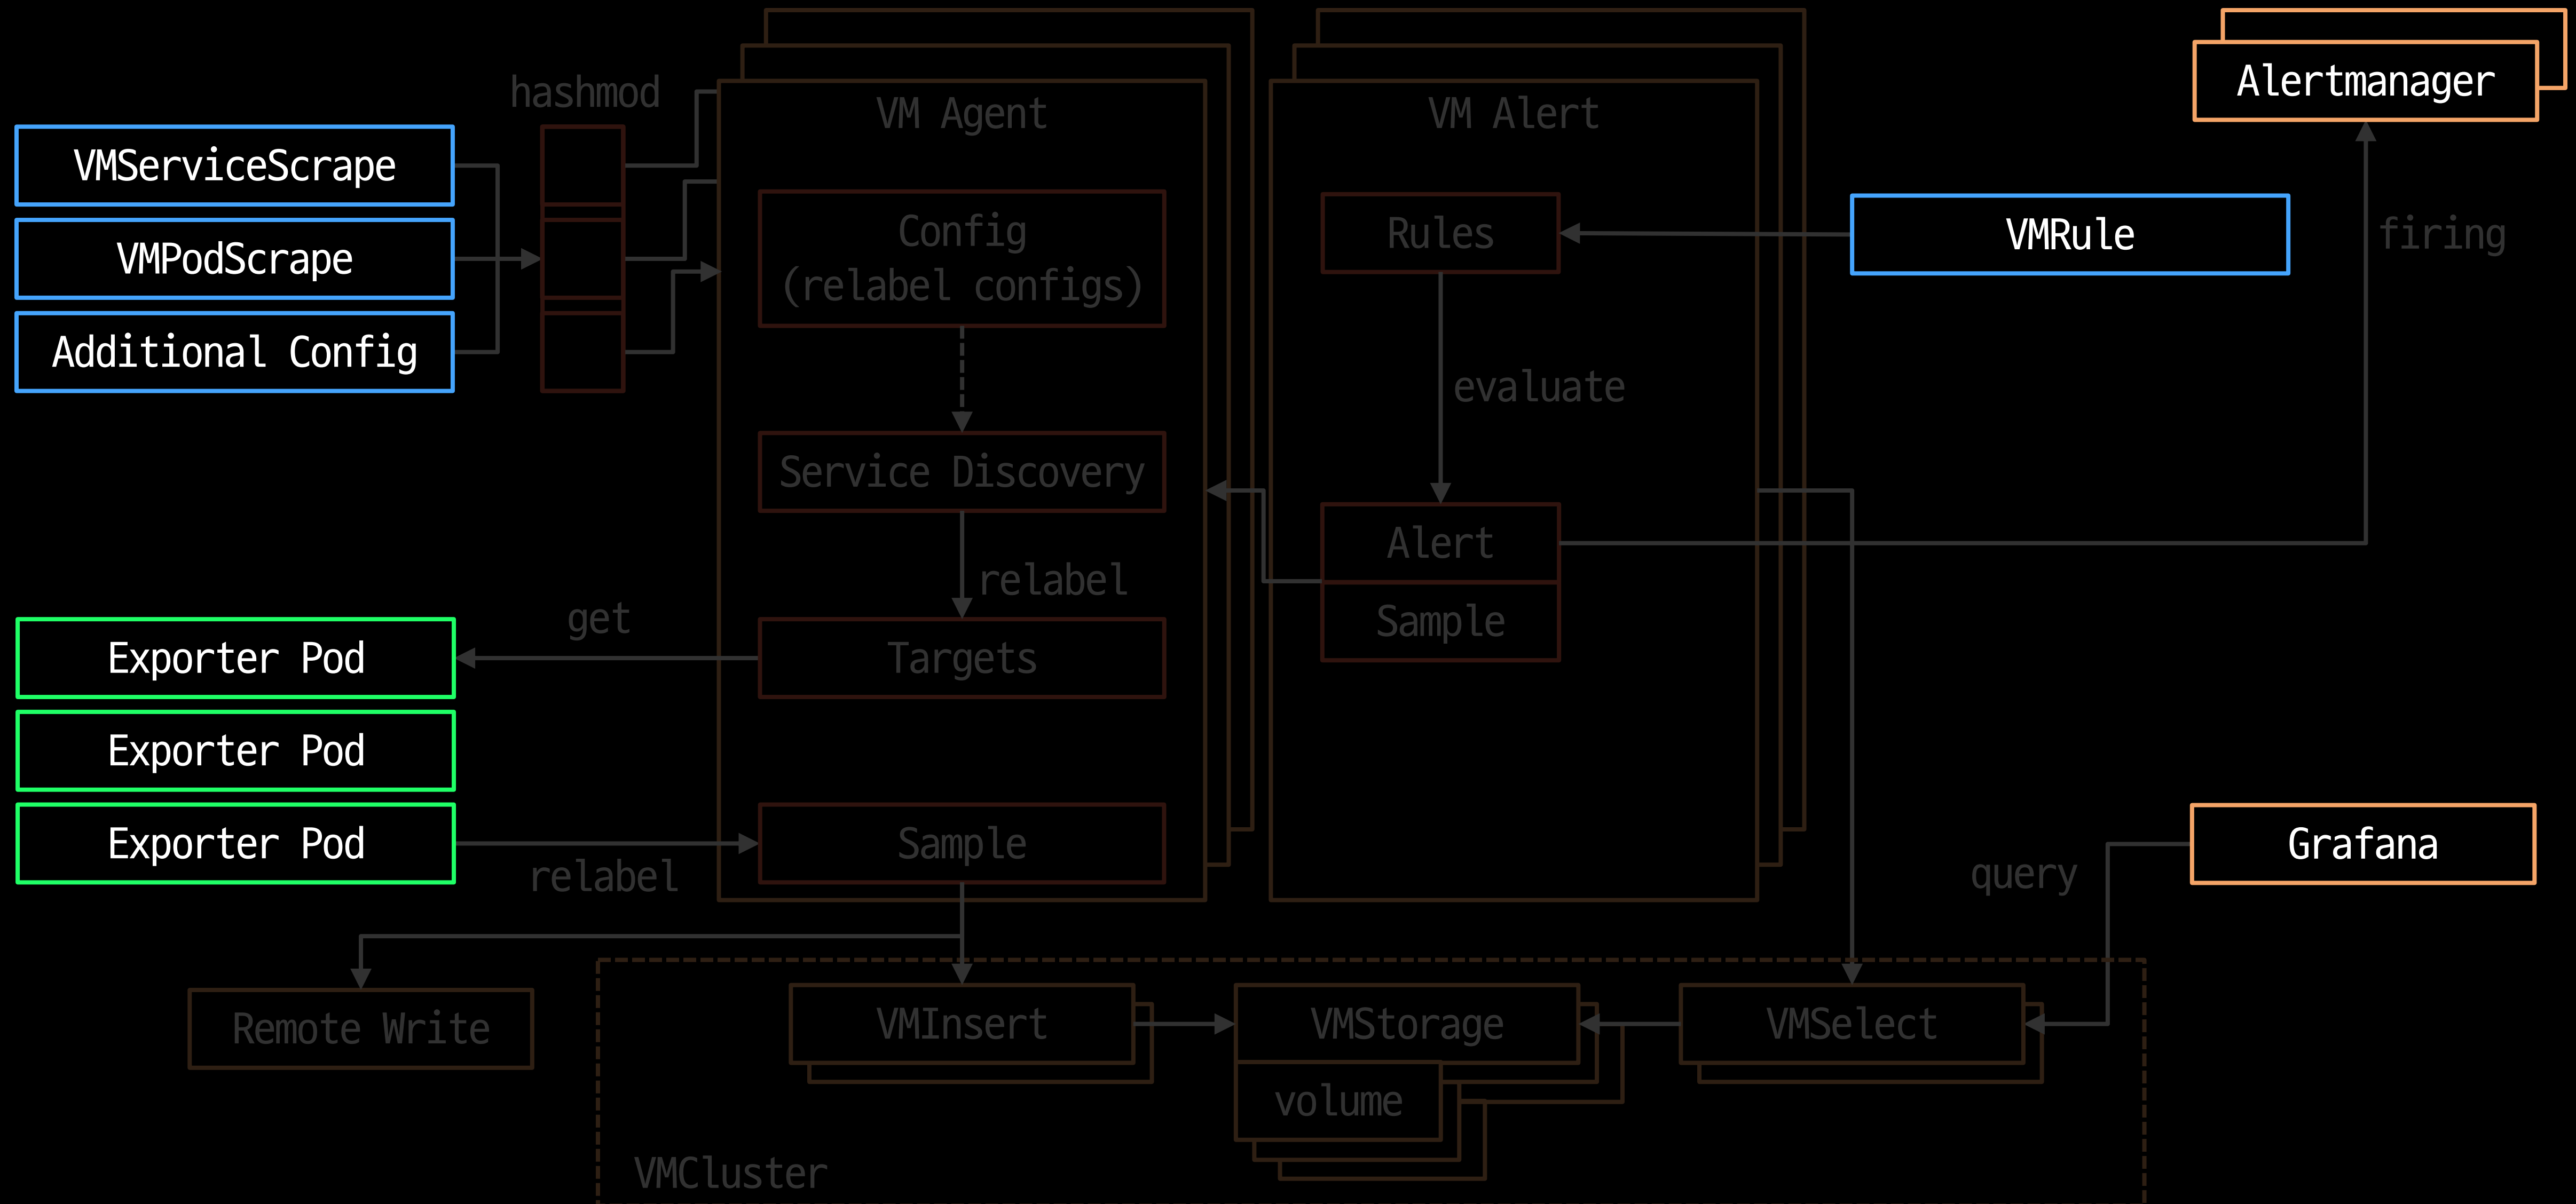 hashmod
VMServiceScrape
VMPodScrape
Additional Config
VM Agent
Config
(relabel configs)
Service Discovery
relabel
Targets
get
Exporter Pod
Exporter Pod
Exporter Pod
relabel
Sample
VM Alert
Rules
evaluate
Alert
Sample
VMRule
Alertmanager
firing
Grafana
query
Remote Write
VMInsert
VMStorage
volume
VMSelect
VMCluster